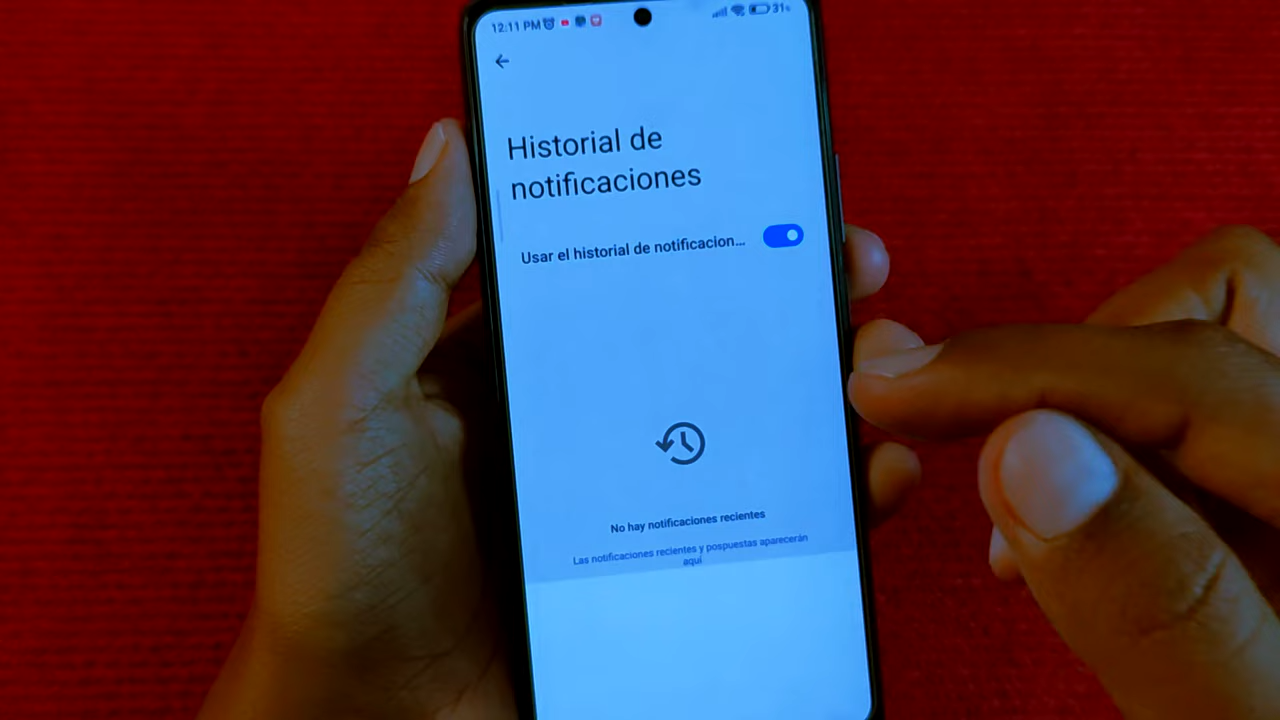 12:11 PM
31
Historial de
notificaciones
Usar el historial de notificacion...
No hay notificaciones recientes
Las notificaciones recientes y pospuestas aparecerán
aquí